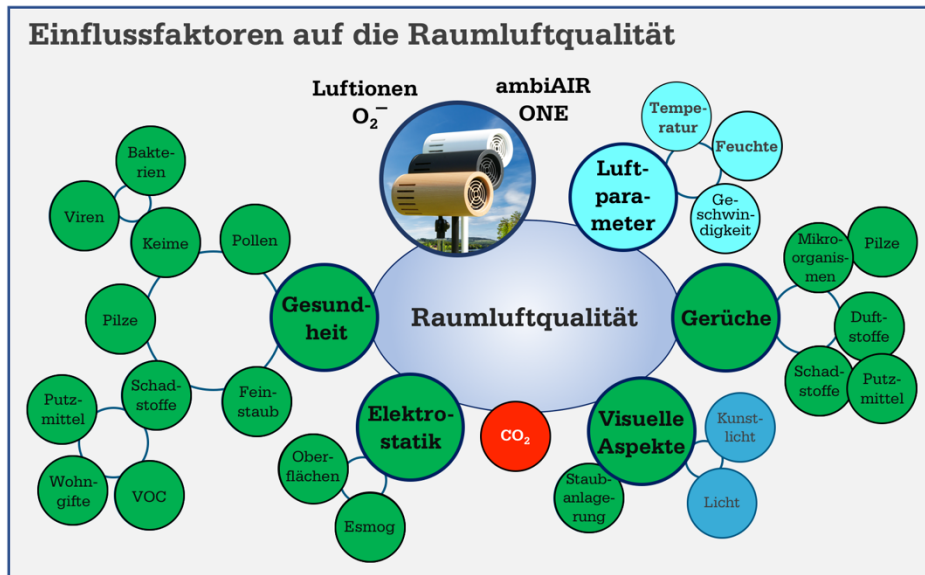 Einflussfaktoren auf die Raumluftqualität
Luftionen
O₂⁻
ambiAIR
ONE
Tempe-
ratur
Feuchte
Ge-
schwin-
digkeit
Luft-
para-
meter
Bakte-
rien
Viren
Keime
Pollen
Pilze
Gesund-
heit
Schad-
stoffe
Fein-
staub
Putz-
mittel
Wohn-
gifte
VOC
Raumluftqualität
Gerüche
Mikro-
organis-
men
Pilze
Duft-
stoffe
Schad-
stoffe
Putz-
mittel
Elektro-
statik
Ober-
flächen
Esmog
CO₂
Visuelle
Aspekte
Kunst-
licht
Licht
Staub-
anlage-
rung